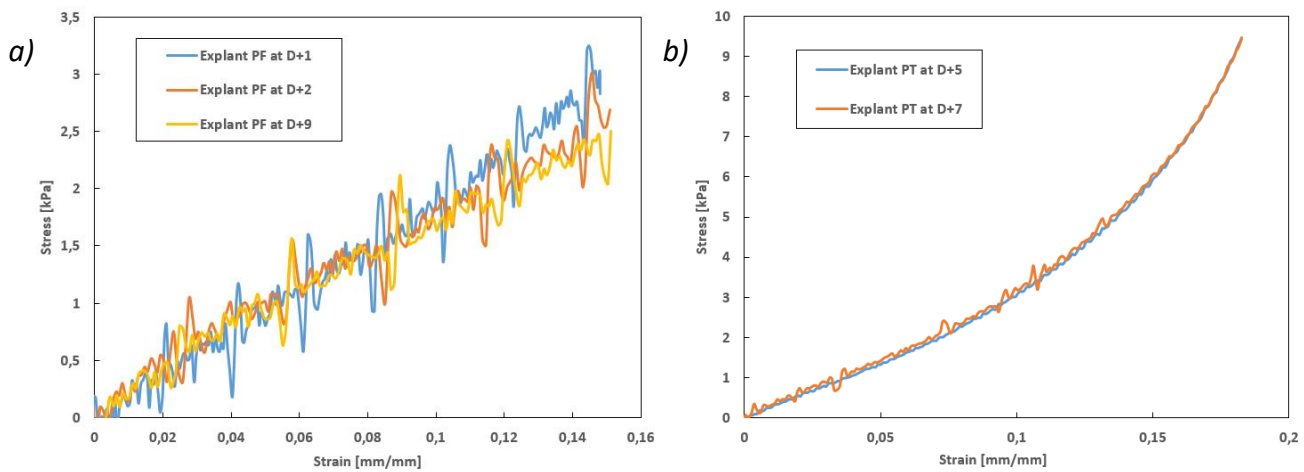 a)
Stress [kPa]
3,5
3
2,5
2
1,5
1
0,5
0
Explant PF at D+1
Explant PF at D+2
Explant PF at D+9
0 0,02 0,04 0,06 0,08 0,1 0,12 0,14 0,16
Strain [mm/mm]
b)
Stress [kPa]
10
9
8
7
6
5
4
3
2
1
0
Explant PT at D+5
Explant PT at D+7
0 0,05 0,1 0,15 0,2
Strain [mm/mm]